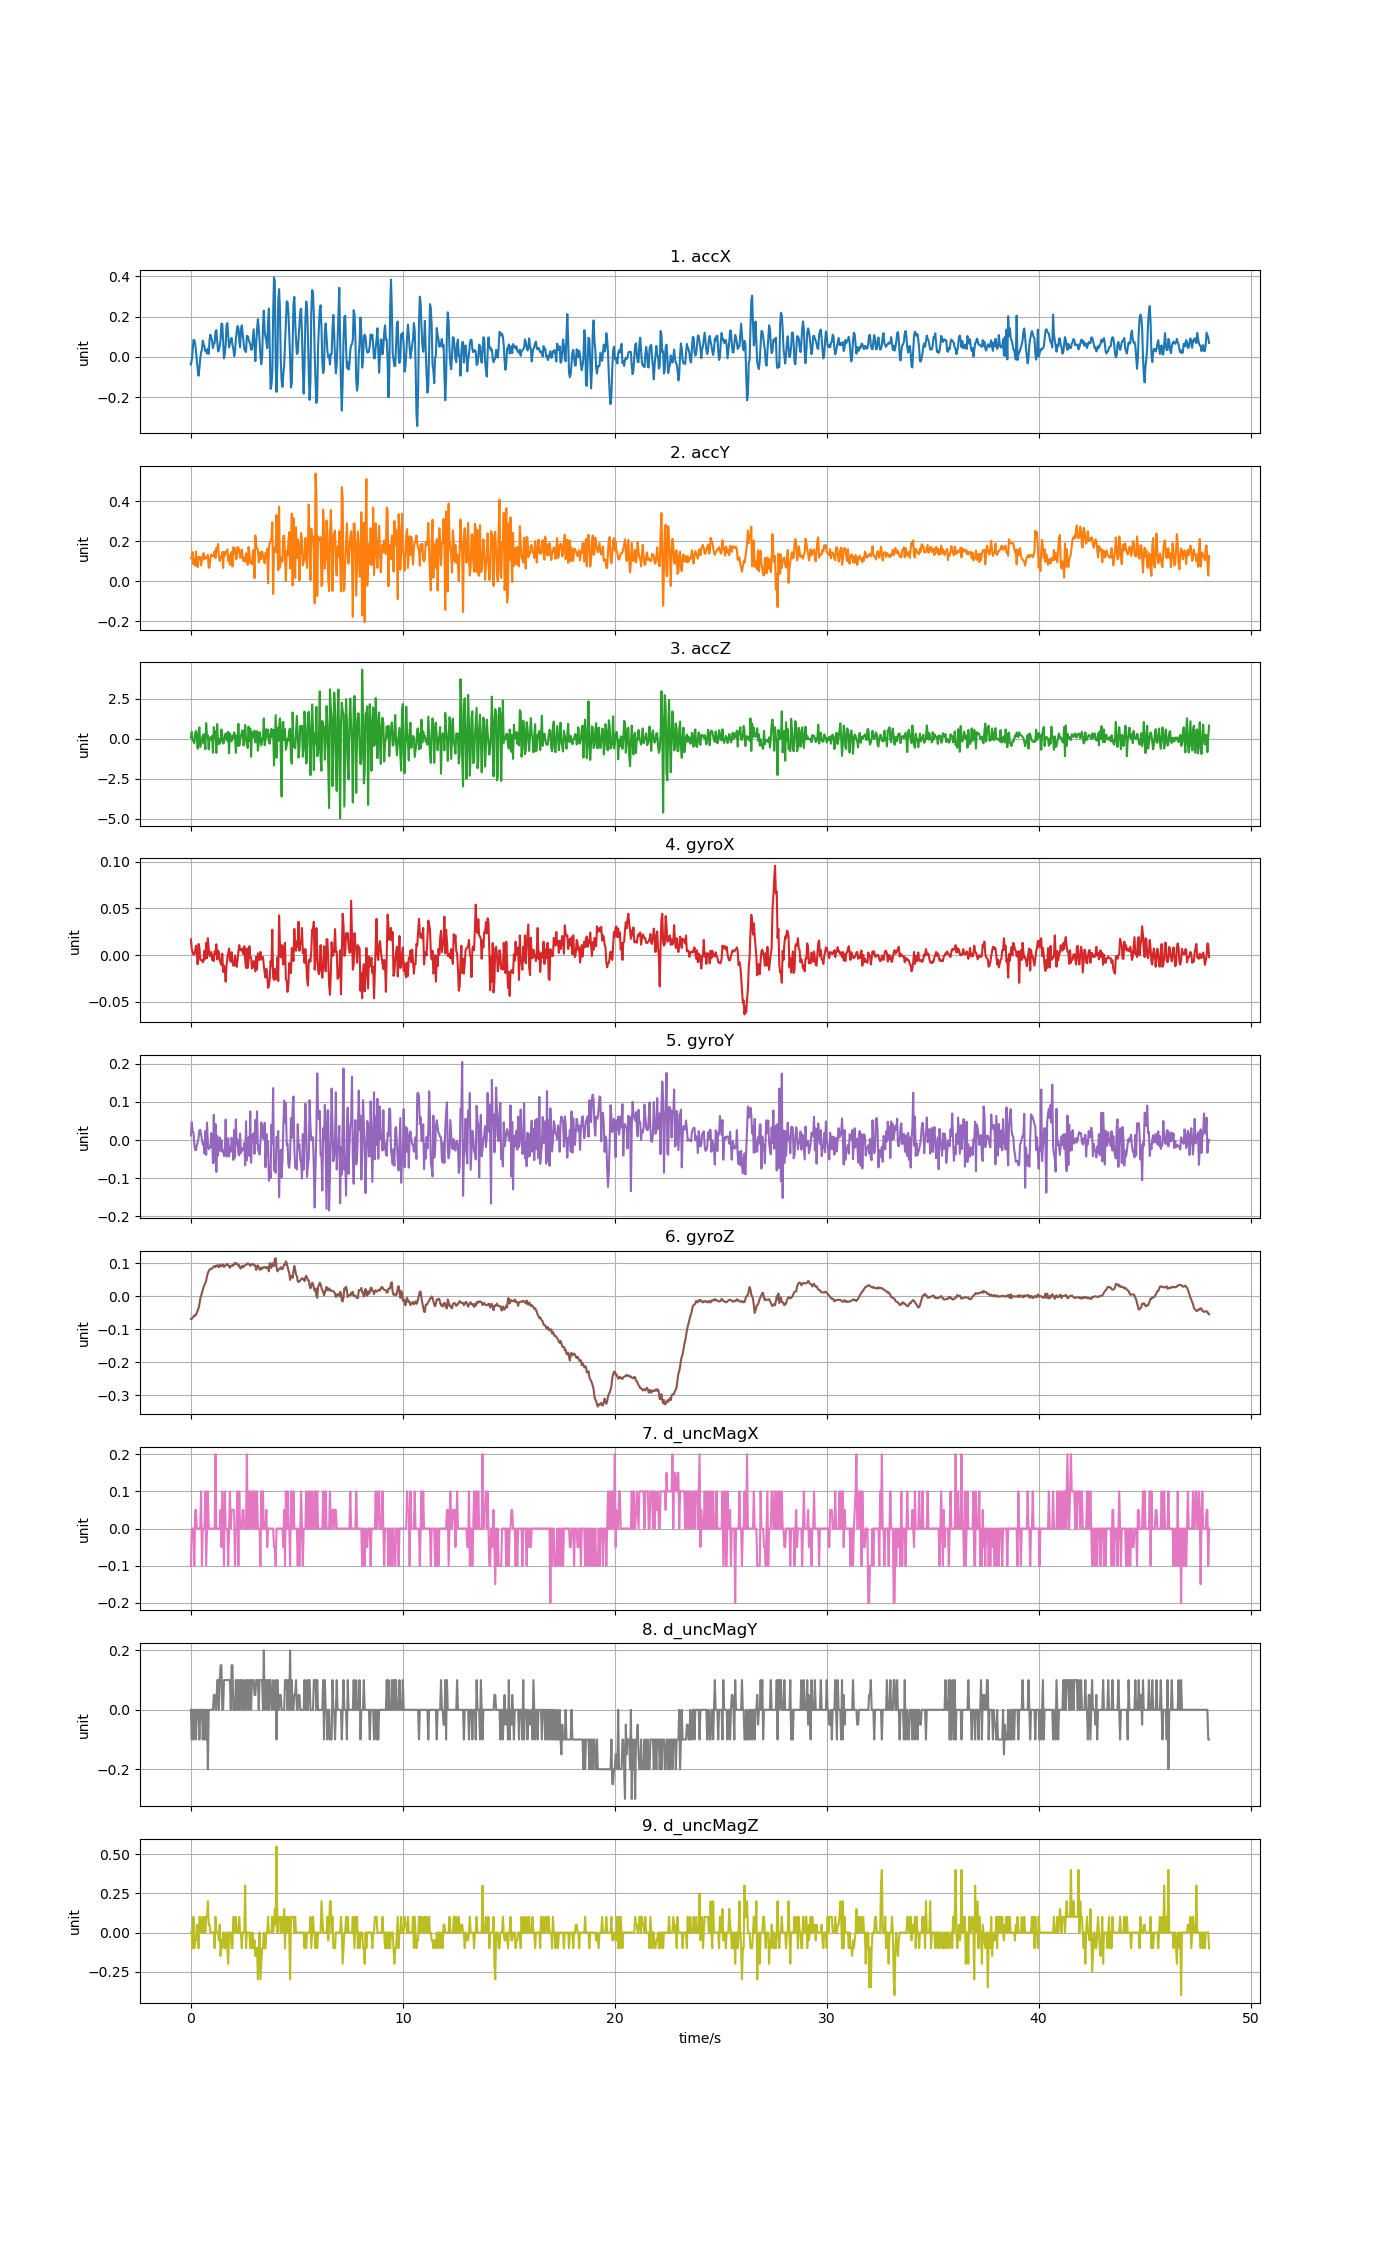 1. accX
0.4
0.2
0.0
−0.2
unit
2. accY
0.4
0.2
0.0
−0.2
unit
3. accZ
2.5
0.0
−2.5
−5.0
unit
4. gyroX
0.10
0.05
0.00
−0.05
unit
5. gyroY
0.2
0.1
0.0
−0.1
−0.2
unit
6. gyroZ
0.1
0.0
−0.1
−0.2
−0.3
unit
7. d_uncMagX
0.2
0.1
0.0
−0.1
−0.2
unit
8. d_uncMagY
0.2
0.0
−0.2
unit
9. d_uncMagZ
0.50
0.25
0.00
−0.25
unit
0 10 20 30 40 50
time/s